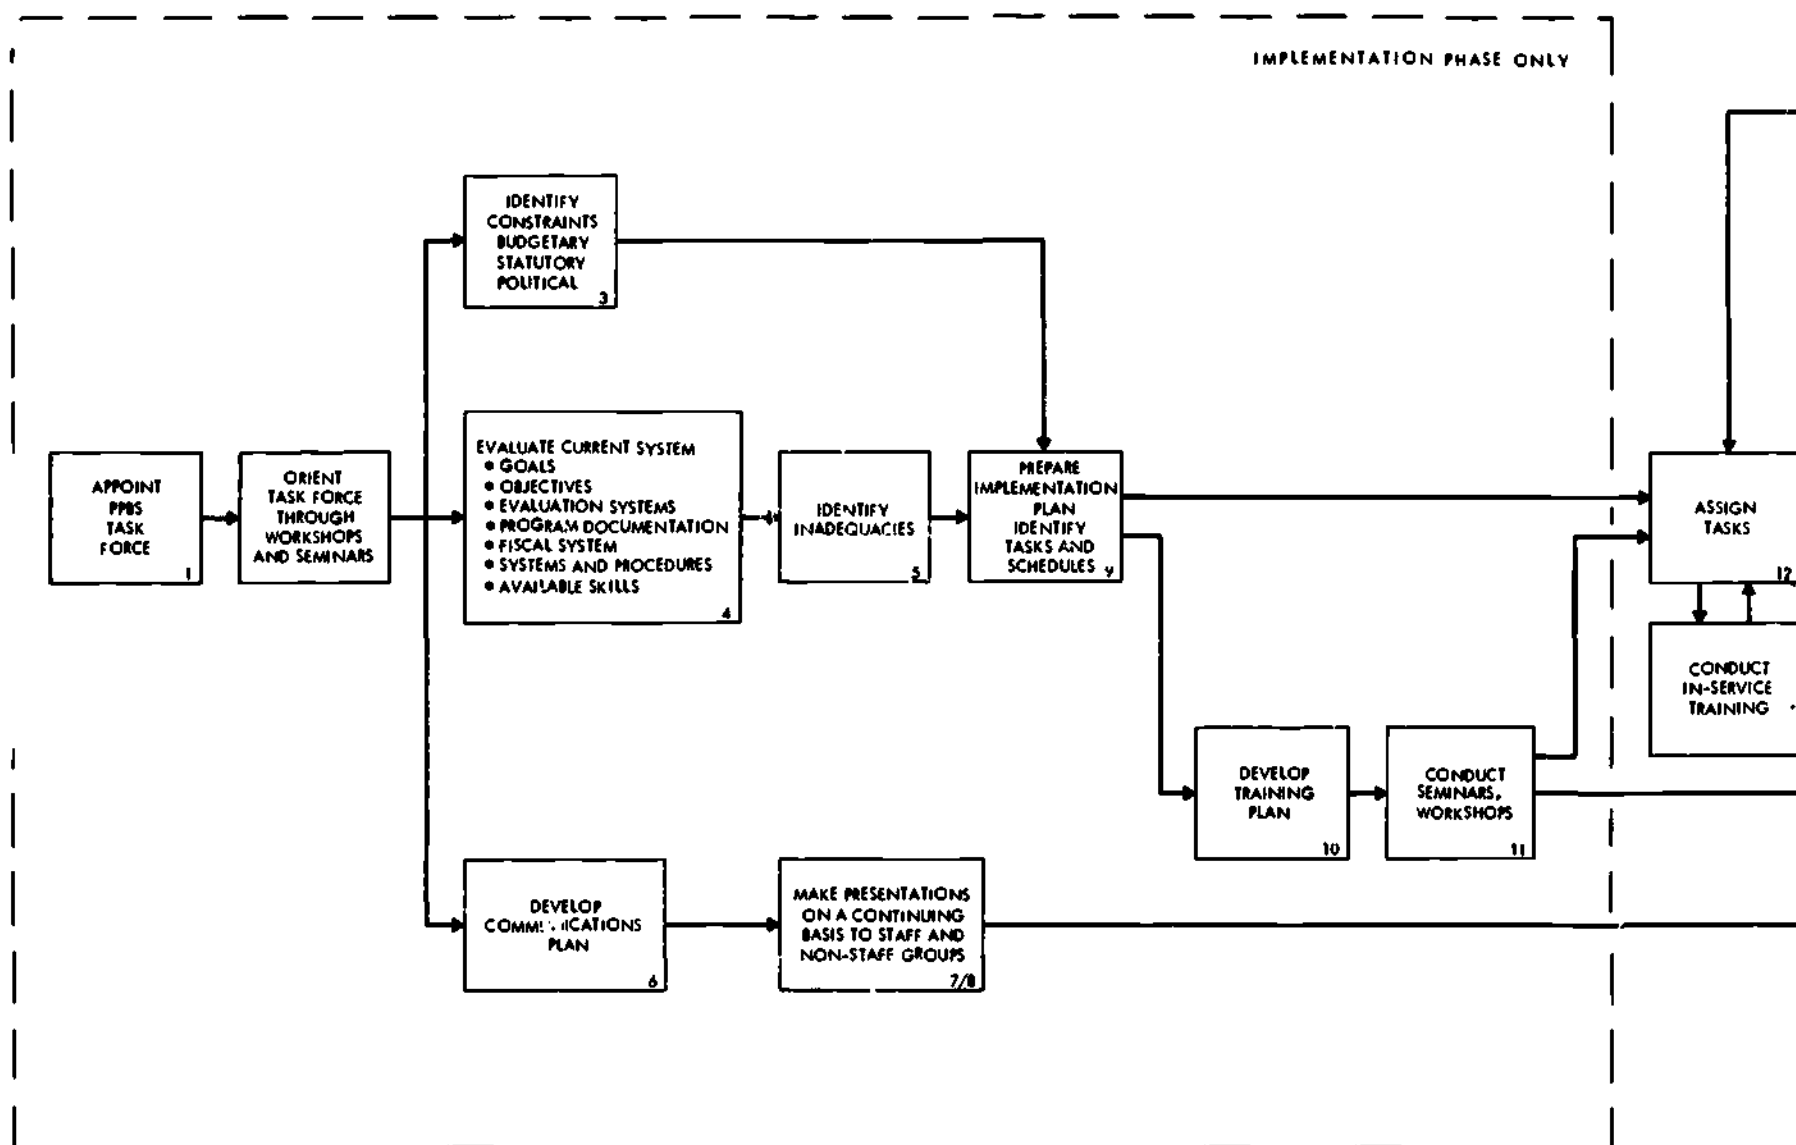 IMPLEMENTATION PHASE ONLY
IDENTIFY
CONSTRAINTS
BUDGETARY
STATUTORY
POLITICAL
3
APPOINT
PPBS
TASK
FORCE
1
ORIENT
TASK FORCE
THROUGH
WORKSHOPS
AND SEMINARS
EVALUATE CURRENT SYSTEM
• GOALS
• OBJECTIVES
• EVALUATION SYSTEMS
• PROGRAM DOCUMENTATION
• FISCAL SYSTEM
• SYSTEMS AND PROCEDURES
• AVAILABLE SKILLS
4
IDENTIFY
INADEQUACIES
5
PREPARE
IMPLEMENTATION
PLAN
IDENTIFY
TASKS AND
SCHEDULES
9
ASSIGN
TASKS
12
CONDUCT
IN-SERVICE
TRAINING
DEVELOP
TRAINING
PLAN
10
CONDUCT
SEMINARS,
WORKSHOPS
11
DEVELOP
COMMUNICATIONS
PLAN
6
MAKE PRESENTATIONS
ON A CONTINUING
BASIS TO STAFF AND
NON-STAFF GROUPS
7/8